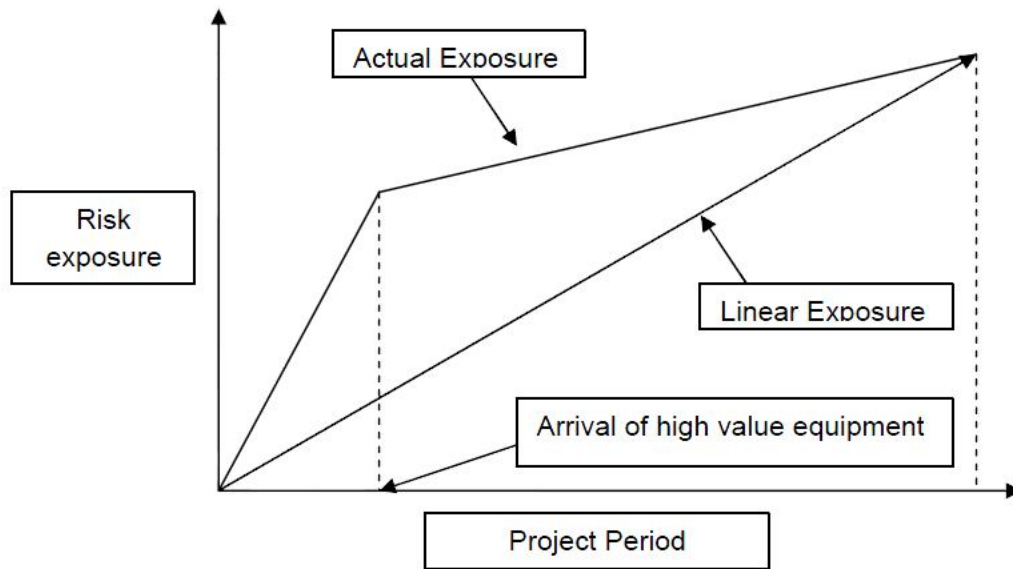 Actual Exposure
Risk
exposure
Linear Exposure
Arrival of high value equipment
Project Period